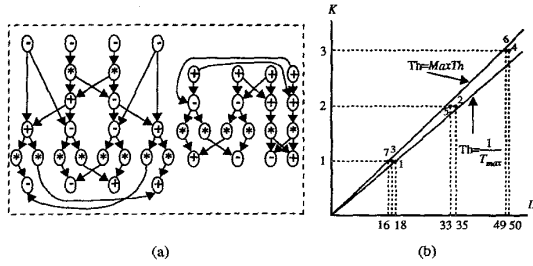 - - - -
* *
+ -
+ - - +
* * * * * * * *
- + - +
+ + + +
K
3
6
4
Th=MaxTh
2
2
5
Th=1/Tmax
7 3
1
1
16 18 33 35 49 50
(a)
(b)